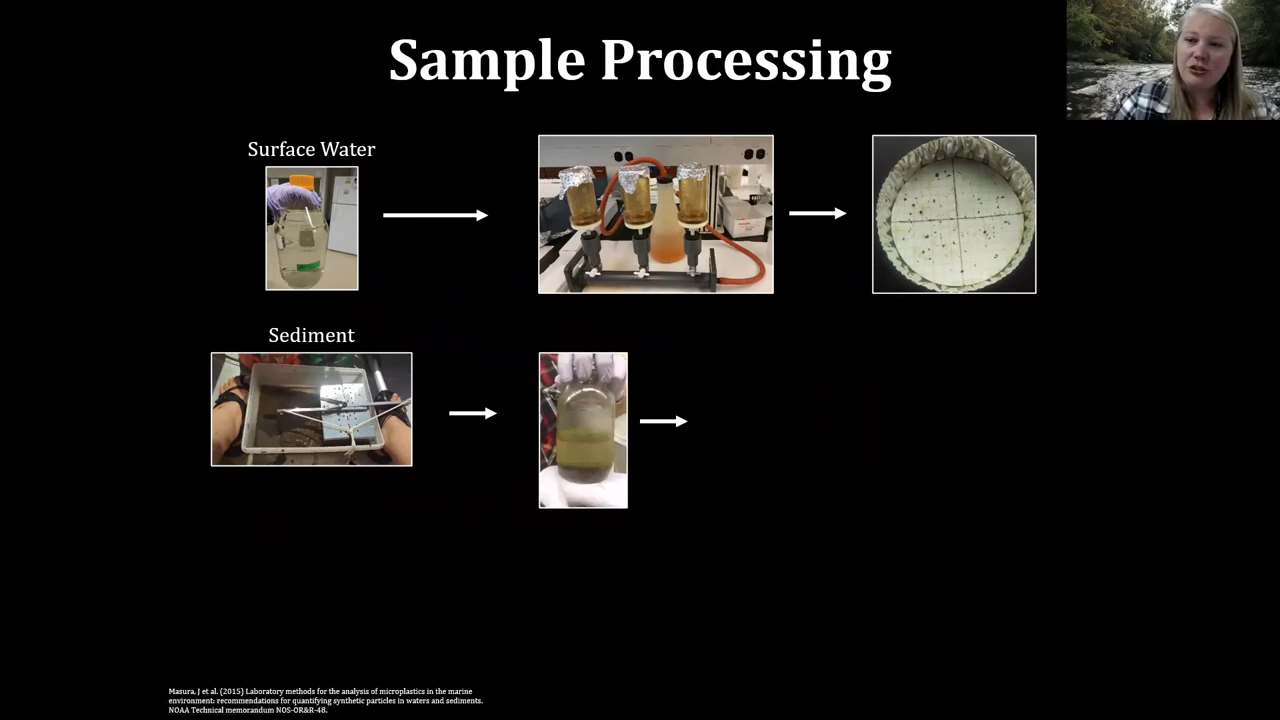 Sample Processing
Surface Water
Sediment
Masura, J et al. (2015) Laboratory methods for the analysis of microplastics in the marine
environment: recommendations for quantifying synthetic particles in waters and sediments.
NOAA Technical memorandum NOS-OR&R-48.